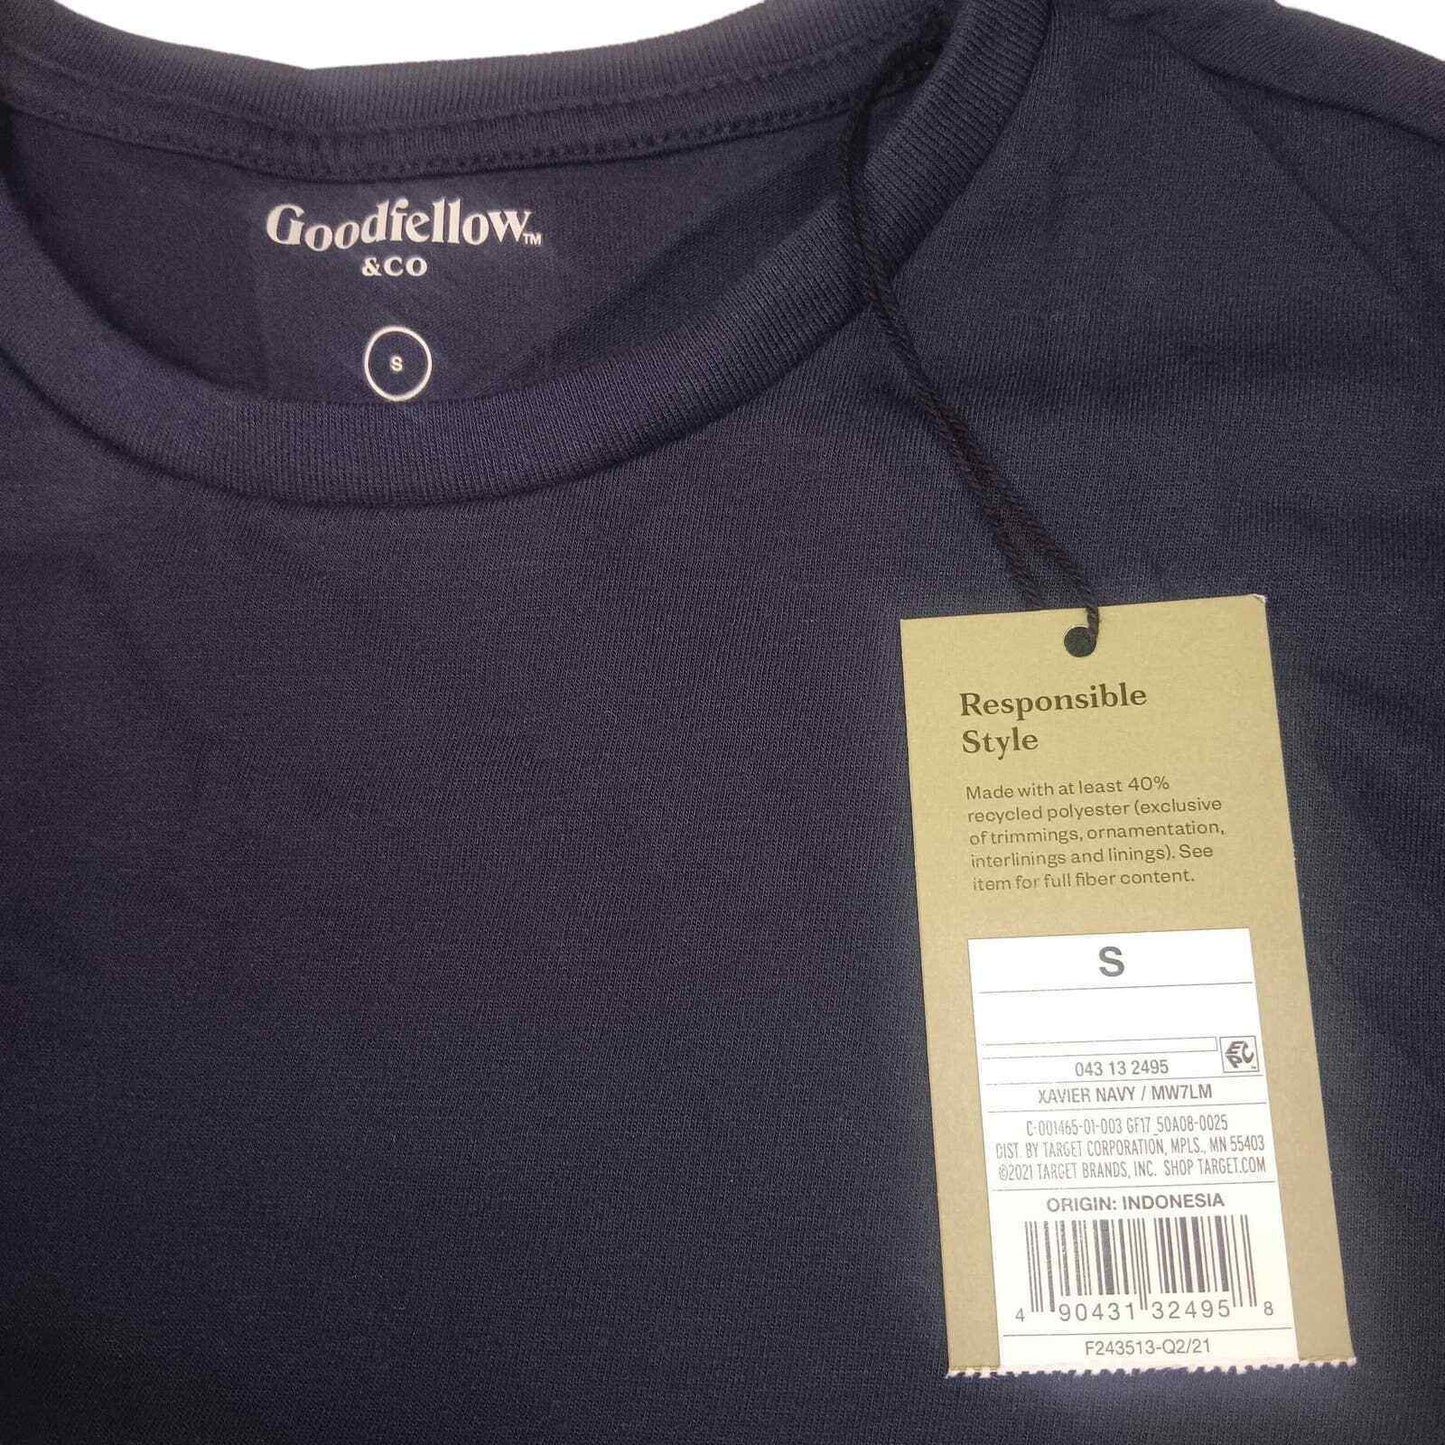 Goodfellow™
&CO
S
Responsible
Style
Made with at least 40%
recycled polyester (exclusive
of trimmings, ornamentation,
interlinings and linings). See
item for full fiber content.
S
EPC™
043 13 2495
XAVIER NAVY / MW7LM
C-001465-01-003 GF17_50A08-0025
DIST. BY TARGET CORPORATION, MPLS., MN 55403
©2021 TARGET BRANDS, INC. SHOP TARGET.COM
ORIGIN: INDONESIA
4 90431 32495 8
F243513-Q2/21